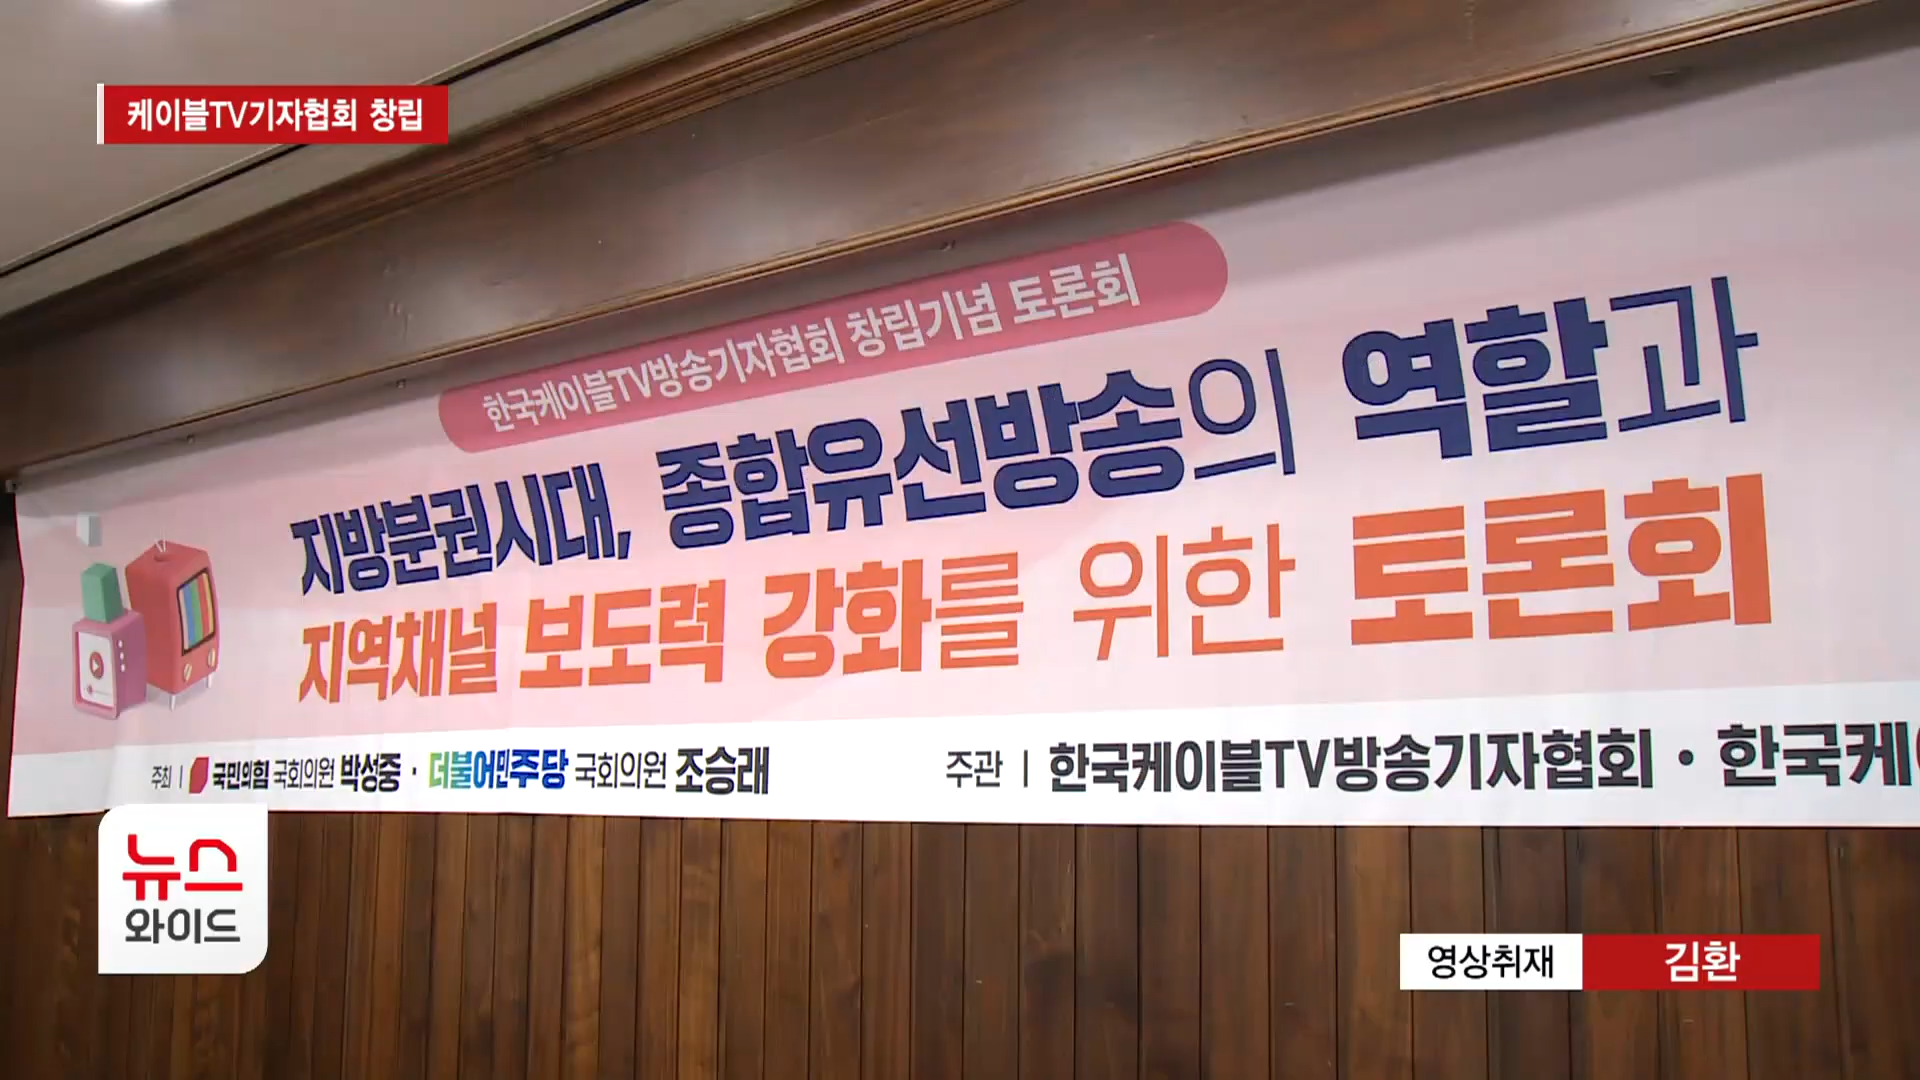 케이블TV기자협회 창립
한국케이블TV방송기자협회 창립기념 토론회
지방분권시대, 종합유선방송의 역할과
지역채널 보도력 강화를 위한 토론회
주최 | 국민의힘 국회의원 박성중 · 더불어민주당 국회의원 조승래
주관 | 한국케이블TV방송기자협회 · 한국케이
뉴스
와이드
영상취재 김환